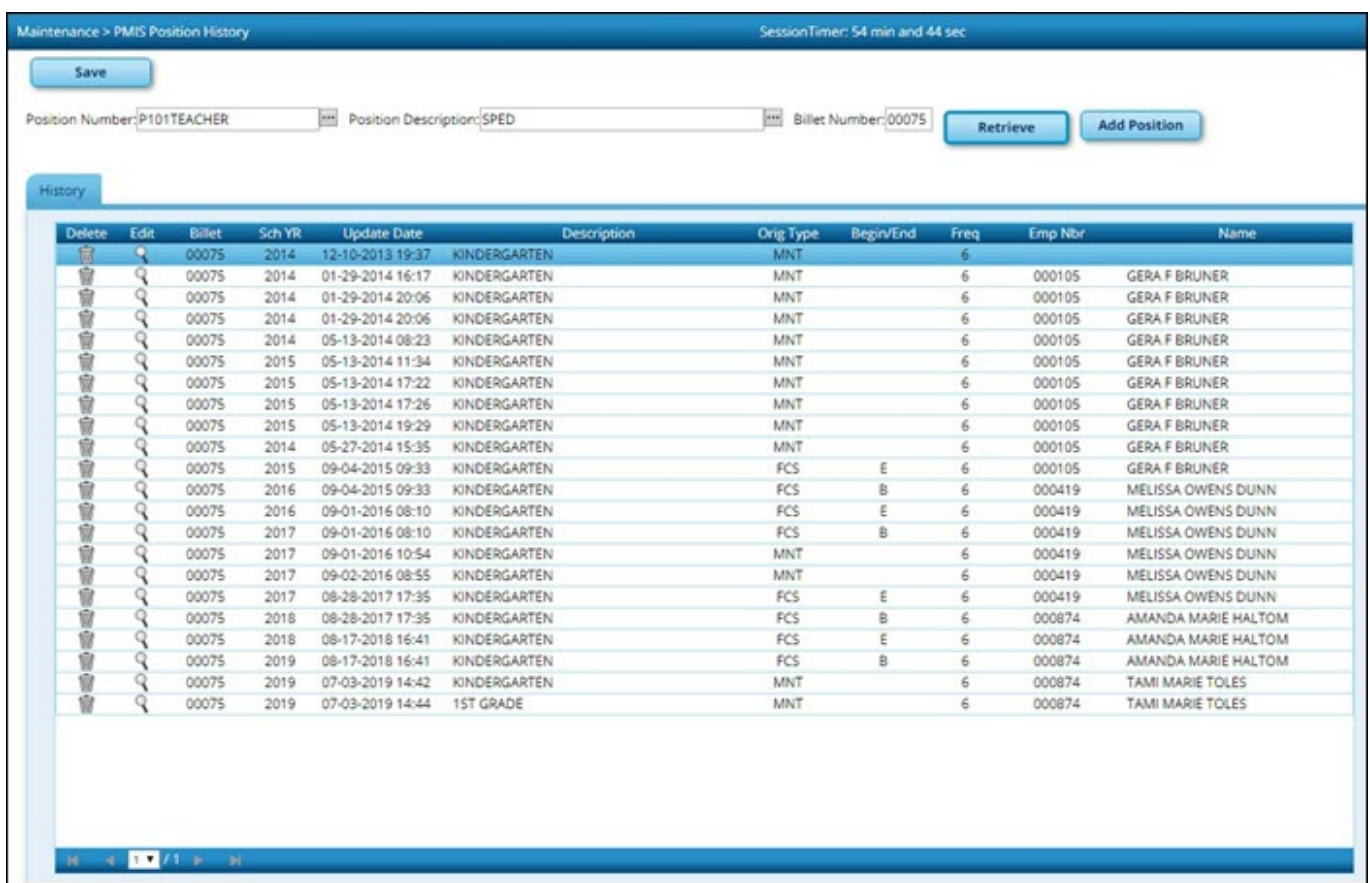 Maintenance > PMIS Position History SessionTimer: 54 min and 44 sec
Save
Position Number: P101TEACHER ... Position Description: SPED ... Billet Number: 00075 Retrieve Add Position
History
Delete Edit Billet Sch YR Update Date Description Orig Type Begin/End Freq Emp Nbr Name
00075 2014 12-10-2013 19:37 KINDERGARTEN MNT 6
00075 2014 01-29-2014 16:17 KINDERGARTEN MNT 6 000105 GERA F BRUNER
00075 2014 01-29-2014 20:06 KINDERGARTEN MNT 6 000105 GERA F BRUNER
00075 2014 01-29-2014 20:06 KINDERGARTEN MNT 6 000105 GERA F BRUNER
00075 2014 05-13-2014 08:23 KINDERGARTEN MNT 6 000105 GERA F BRUNER
00075 2015 05-13-2014 11:34 KINDERGARTEN MNT 6 000105 GERA F BRUNER
00075 2015 05-13-2014 17:22 KINDERGARTEN MNT 6 000105 GERA F BRUNER
00075 2015 05-13-2014 17:26 KINDERGARTEN MNT 6 000105 GERA F BRUNER
00075 2015 05-13-2014 19:29 KINDERGARTEN MNT 6 000105 GERA F BRUNER
00075 2014 05-27-2014 15:35 KINDERGARTEN MNT 6 000105 GERA F BRUNER
00075 2015 09-04-2015 09:33 KINDERGARTEN FCS E 6 000105 GERA F BRUNER
00075 2016 09-04-2015 09:33 KINDERGARTEN FCS B 6 000419 MELISSA OWENS DUNN
00075 2016 09-01-2016 08:10 KINDERGARTEN FCS E 6 000419 MELISSA OWENS DUNN
00075 2017 09-01-2016 08:10 KINDERGARTEN FCS B 6 000419 MELISSA OWENS DUNN
00075 2017 09-01-2016 10:54 KINDERGARTEN MNT 6 000419 MELISSA OWENS DUNN
00075 2017 09-02-2016 08:55 KINDERGARTEN MNT 6 000419 MELISSA OWENS DUNN
00075 2017 08-28-2017 17:35 KINDERGARTEN FCS E 6 000419 MELISSA OWENS DUNN
00075 2018 08-28-2017 17:35 KINDERGARTEN FCS B 6 000874 AMANDA MARIE HALTOM
00075 2018 08-17-2018 16:41 KINDERGARTEN FCS E 6 000874 AMANDA MARIE HALTOM
00075 2019 08-17-2018 16:41 KINDERGARTEN FCS B 6 000874 AMANDA MARIE HALTOM
00075 2019 07-03-2019 14:42 KINDERGARTEN MNT 6 000874 TAMI MARIE TOLES
00075 2019 07-03-2019 14:44 1ST GRADE MNT 6 000874 TAMI MARIE TOLES
1 / 1